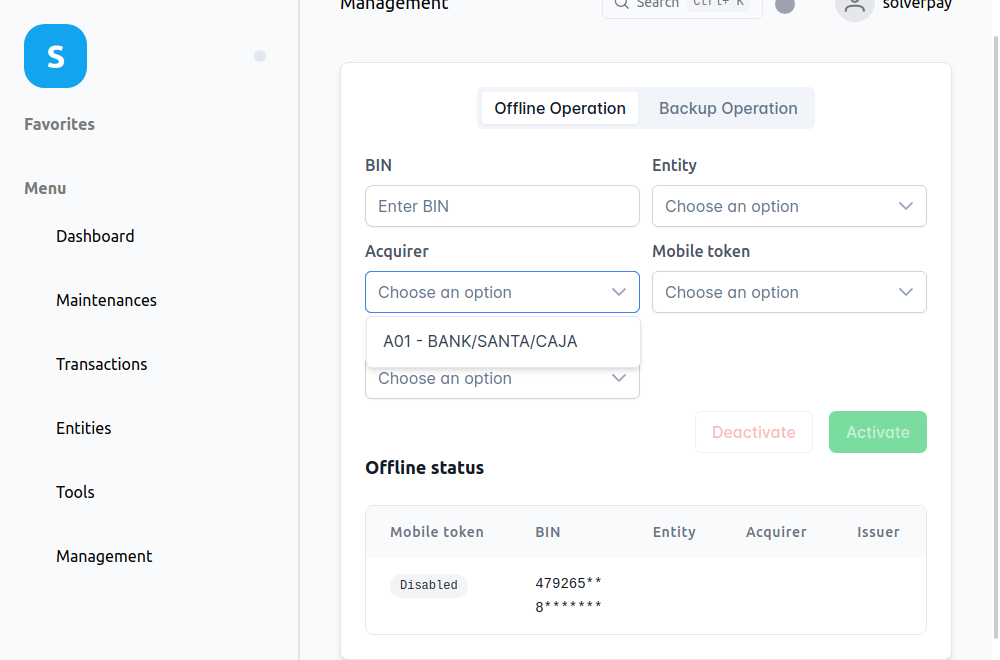 Management
Search Ctrl+ K
solverpay
S
Favorites
Menu
Dashboard
Maintenances
Transactions
Entities
Tools
Management
Offline Operation Backup Operation
BIN Entity
Enter BIN Choose an option
Acquirer Mobile token
Choose an option Choose an option
A01 - BANK/SANTA/CAJA
Choose an option
Deactivate Activate
Offline status
Mobile token BIN Entity Acquirer Issuer
Disabled 479265**
8*******